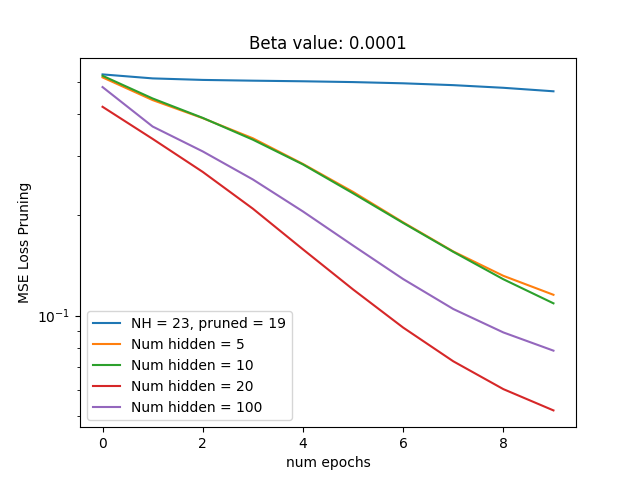 Beta value: 0.0001
MSE Loss Pruning
10⁻¹
NH = 23, pruned = 19
Num hidden = 5
Num hidden = 10
Num hidden = 20
Num hidden = 100
0 2 4 6 8
num epochs